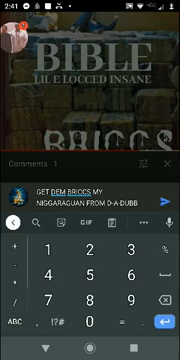 2:41
BIBLE
LIL E LOCCED INSANE
BRICCS
Comments 1
GET DEM BRICCS MY
NIGGARAGUAN FROM D-A-DUBB
GIF
+ 1 2 3 %
- 4 5 6
* 7 8 9
/ ABC , !?# 0 = .